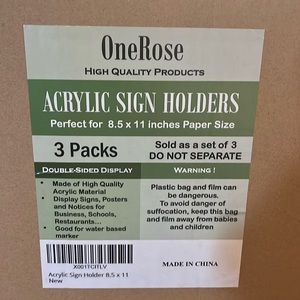 OneRose
HIGH QUALITY PRODUCTS
ACRYLIC SIGN HOLDERS
Perfect for 8.5 x 11 inches Paper Size
3 Packs
Sold as a set of 3
DO NOT SEPARATE
DOUBLE-SIDED DISPLAY
• Made of High Quality
Acrylic Material
• Display Signs, Posters
and Notices for
Business, Schools,
Restaurants...
• Good for water based
marker
WARNING !
Plastic bag and film can
be dangerous.
To avoid danger of
suffocation, keep this bag
and film away from babies
and children
X001TCITLV
Acrylic Sign Holder 8.5 x 11
New
MADE IN CHINA